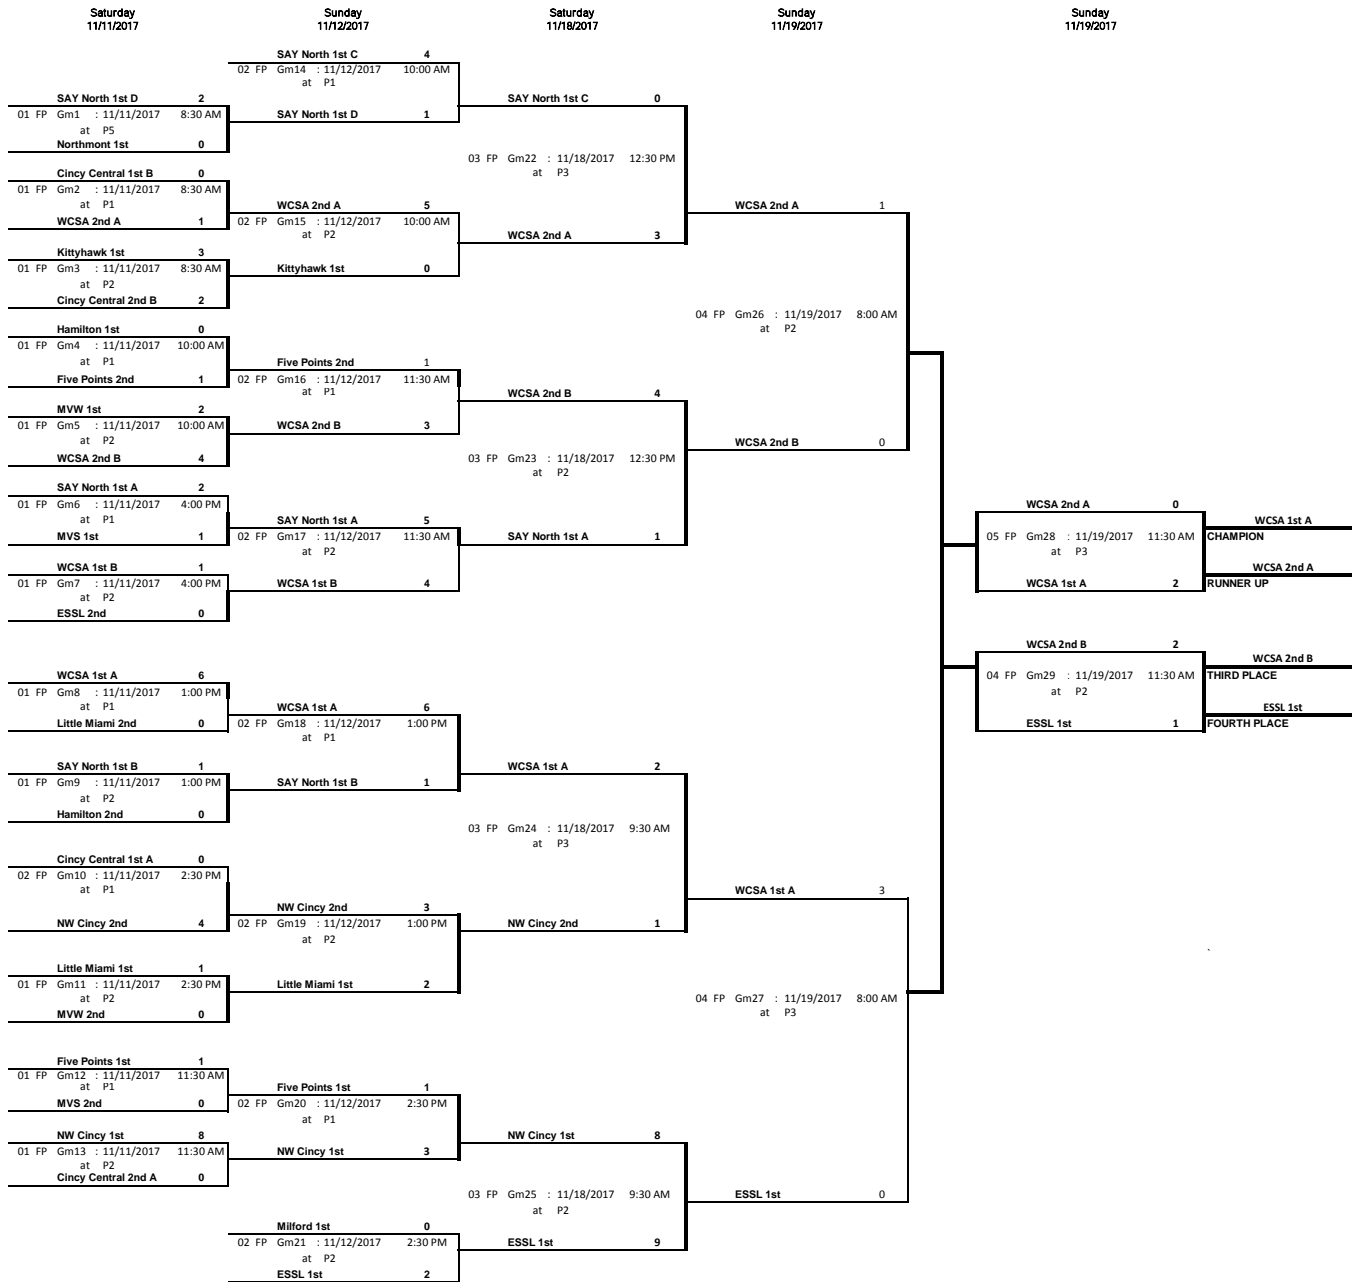 Saturday Sunday Saturday Sunday Sunday
11/11/2017 11/12/2017 11/18/2017 11/19/2017 11/19/2017
SAY North 1st C 4
02 FP Gm14 : 11/12/2017 10:00 AM
at P1
SAY North 1st D 2 SAY North 1st C 0
01 FP Gm1 : 11/11/2017 8:30 AM SAY North 1st D 1
at P5
Northmont 1st 0
03 FP Gm22 : 11/18/2017 12:30 PM
at P3
Cincy Central 1st B 0
01 FP Gm2 : 11/11/2017 8:30 AM
at P1 WCSA 2nd A 5 WCSA 2nd A 1
WCSA 2nd A 1 02 FP Gm15 : 11/12/2017 10:00 AM
at P2 WCSA 2nd A 3
Kittyhawk 1st 3
01 FP Gm3 : 11/11/2017 8:30 AM Kittyhawk 1st 0
at P2
Cincy Central 2nd B 2
04 FP Gm26 : 11/19/2017 8:00 AM
at P2
Hamilton 1st 0
01 FP Gm4 : 11/11/2017 10:00 AM
at P1 Five Points 2nd 1
Five Points 2nd 1 02 FP Gm16 : 11/12/2017 11:30 AM
at P1 WCSA 2nd B 4
MVW 1st 2
01 FP Gm5 : 11/11/2017 10:00 AM WCSA 2nd B 3
at P2 WCSA 2nd B 0
WCSA 2nd B 4 03 FP Gm23 : 11/18/2017 12:30 PM
at P2
SAY North 1st A 2
01 FP Gm6 : 11/11/2017 4:00 PM WCSA 2nd A 0
at P1 SAY North 1st A 5 WCSA 1st A
MVS 1st 1 02 FP Gm17 : 11/12/2017 11:30 AM SAY North 1st A 1 05 FP Gm28 : 11/19/2017 11:30 AM CHAMPION
at P2 at P3
WCSA 1st B 1 WCSA 2nd A
01 FP Gm7 : 11/11/2017 4:00 PM WCSA 1st B 4 WCSA 1st A 2 RUNNER UP
at P2
ESSL 2nd 0
WCSA 2nd B 2
WCSA 2nd B
WCSA 1st A 6 04 FP Gm29 : 11/19/2017 11:30 AM THIRD PLACE
01 FP Gm8 : 11/11/2017 1:00 PM at P2
at P1 WCSA 1st A 6 ESSL 1st
Little Miami 2nd 0 02 FP Gm18 : 11/12/2017 1:00 PM ESSL 1st 1 FOURTH PLACE
at P1
SAY North 1st B 1 WCSA 1st A 2
01 FP Gm9 : 11/11/2017 1:00 PM SAY North 1st B 1
at P2
Hamilton 2nd 0
03 FP Gm24 : 11/18/2017 9:30 AM
at P3
Cincy Central 1st A 0
02 FP Gm10 : 11/11/2017 2:30 PM
at P1 WCSA 1st A 3
NW Cincy 2nd 3
NW Cincy 2nd 4 02 FP Gm19 : 11/12/2017 1:00 PM NW Cincy 2nd 1
at P2
Little Miami 1st 1
01 FP Gm11 : 11/11/2017 2:30 PM Little Miami 1st 2
at P2 04 FP Gm27 : 11/19/2017 8:00 AM
MVW 2nd 0 at P3
Five Points 1st 1
01 FP Gm12 : 11/11/2017 11:30 AM
at P1 Five Points 1st 1
MVS 2nd 0 02 FP Gm20 : 11/12/2017 2:30 PM
at P1
NW Cincy 1st 8 NW Cincy 1st 8
01 FP Gm13 : 11/11/2017 11:30 AM NW Cincy 1st 3
at P2
Cincy Central 2nd A 0
03 FP Gm25 : 11/18/2017 9:30 AM ESSL 1st 0
at P2
Milford 1st 0
02 FP Gm21 : 11/12/2017 2:30 PM ESSL 1st 9
at P2
ESSL 1st 2